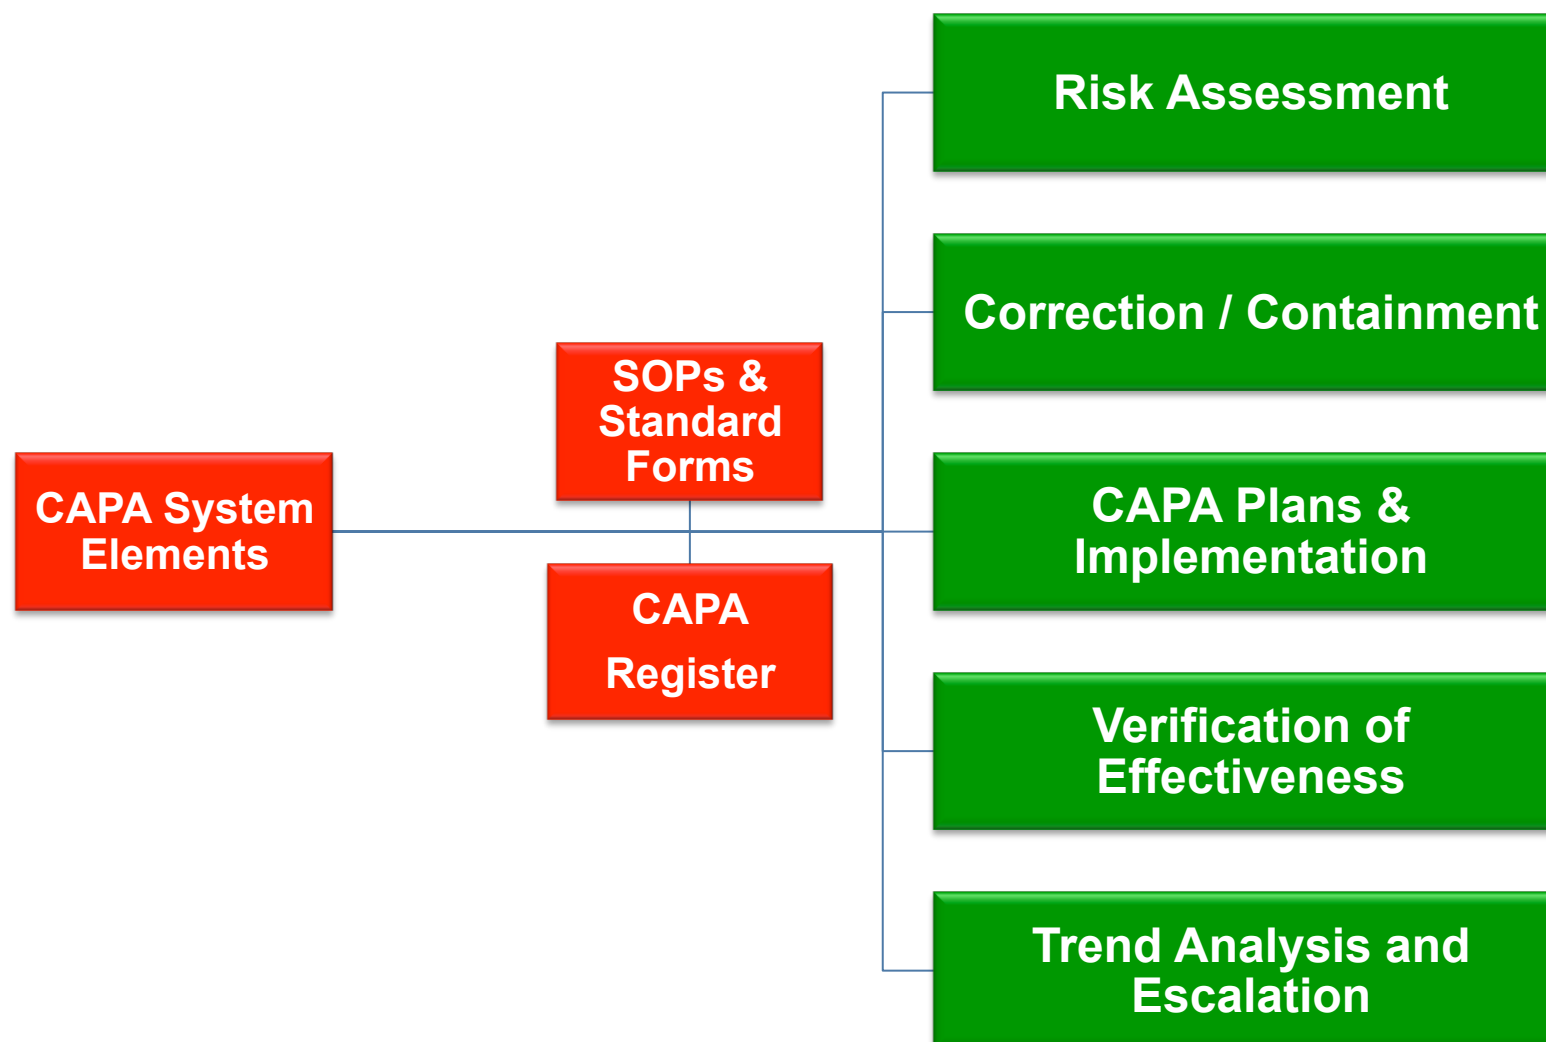 CAPA System
Elements
SOPs &
Standard
Forms
CAPA
Register
Risk Assessment
Correction / Containment
CAPA Plans &
Implementation
Verification of
Effectiveness
Trend Analysis and
Escalation